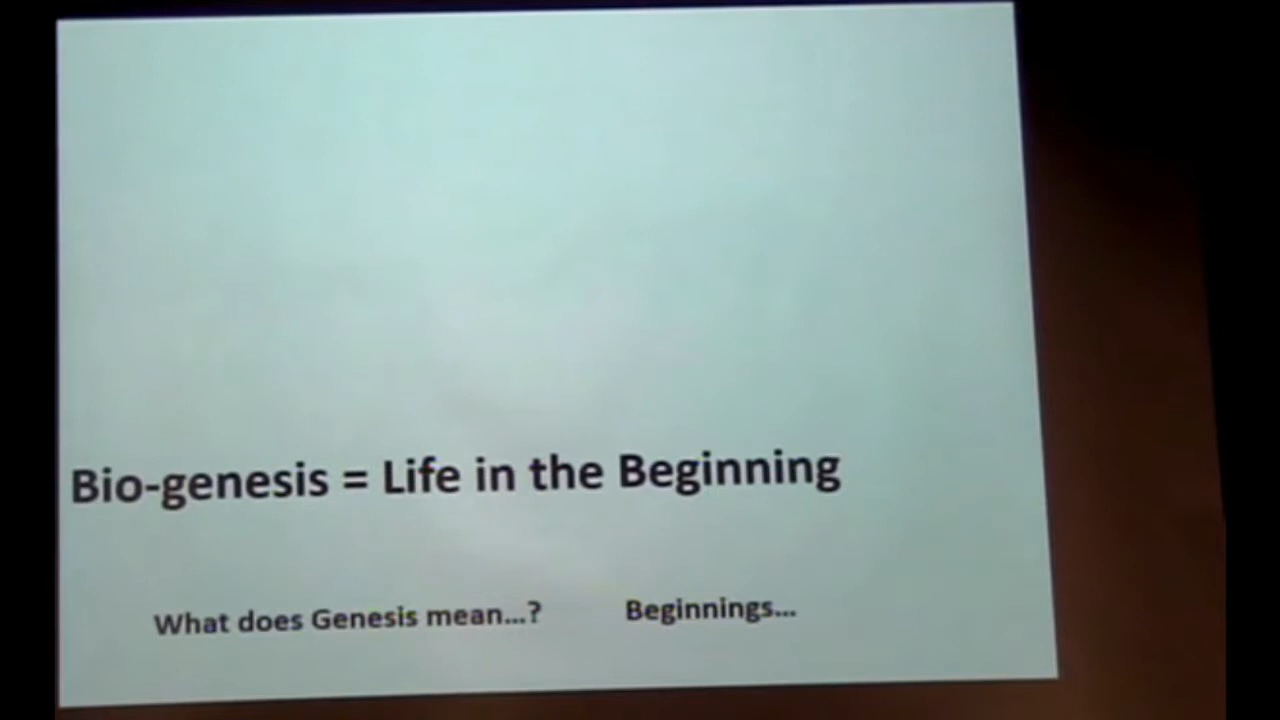 Bio-genesis = Life in the Beginning
What does Genesis mean...? Beginnings...